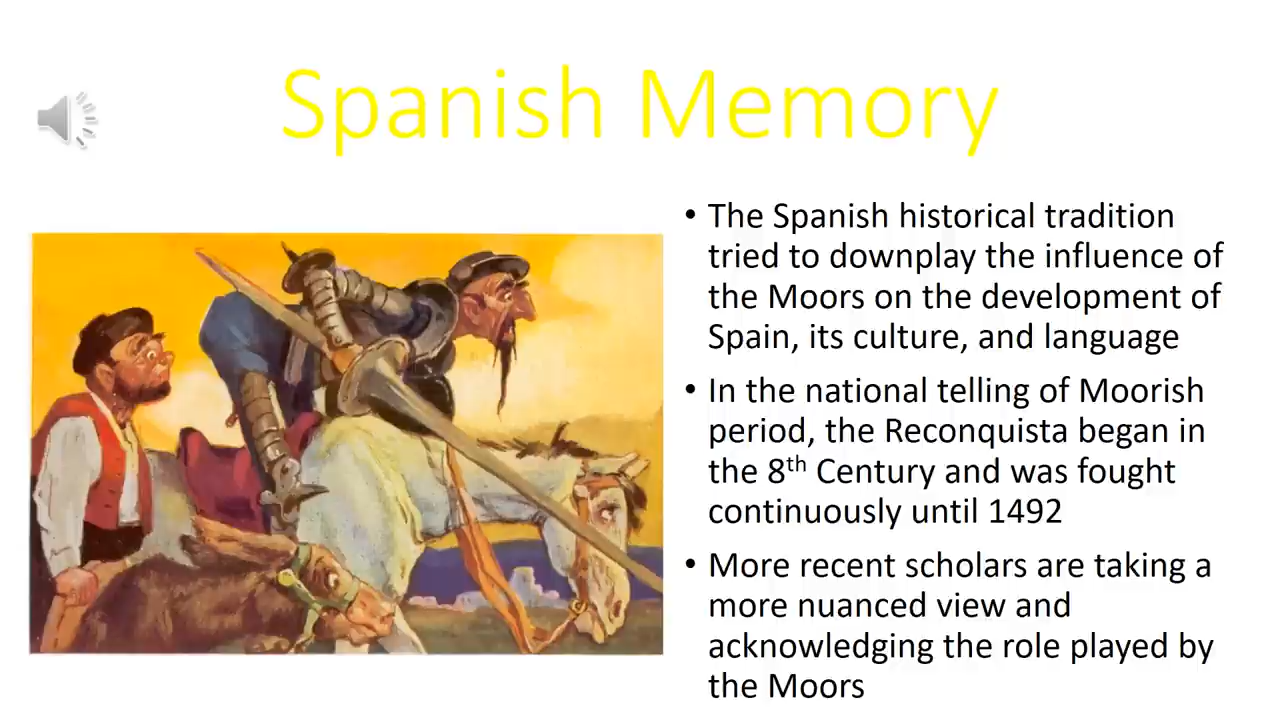 Spanish Memory
• The Spanish historical tradition
tried to downplay the influence of
the Moors on the development of
Spain, its culture, and language
• In the national telling of Moorish
period, the Reconquista began in
the 8th Century and was fought
continuously until 1492
• More recent scholars are taking a
more nuanced view and
acknowledging the role played by
the Moors